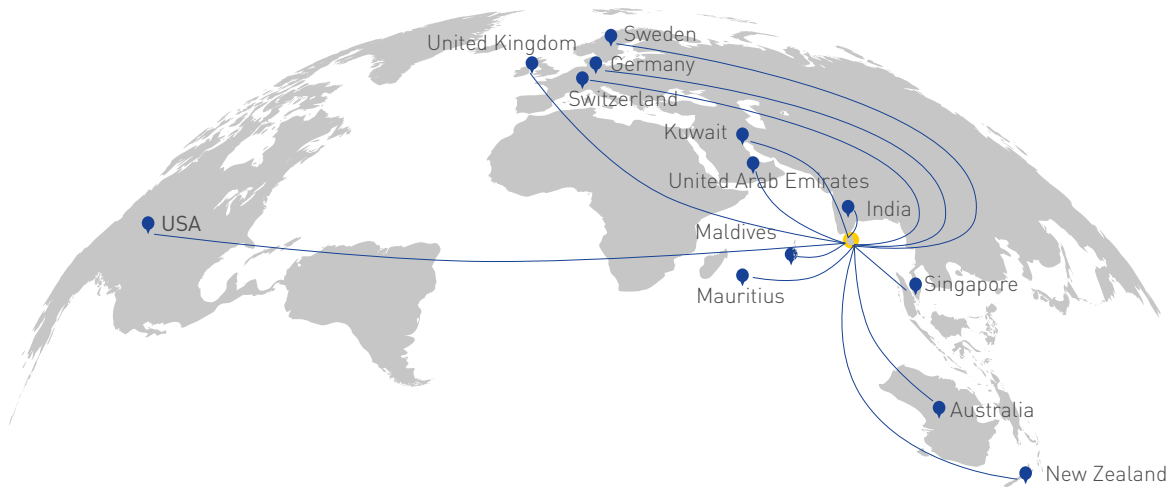 Sweden
United Kingdom
Germany
Switzerland
Kuwait
United Arab Emirates
India
USA
Maldives
Singapore
Mauritius
Australia
New Zealand